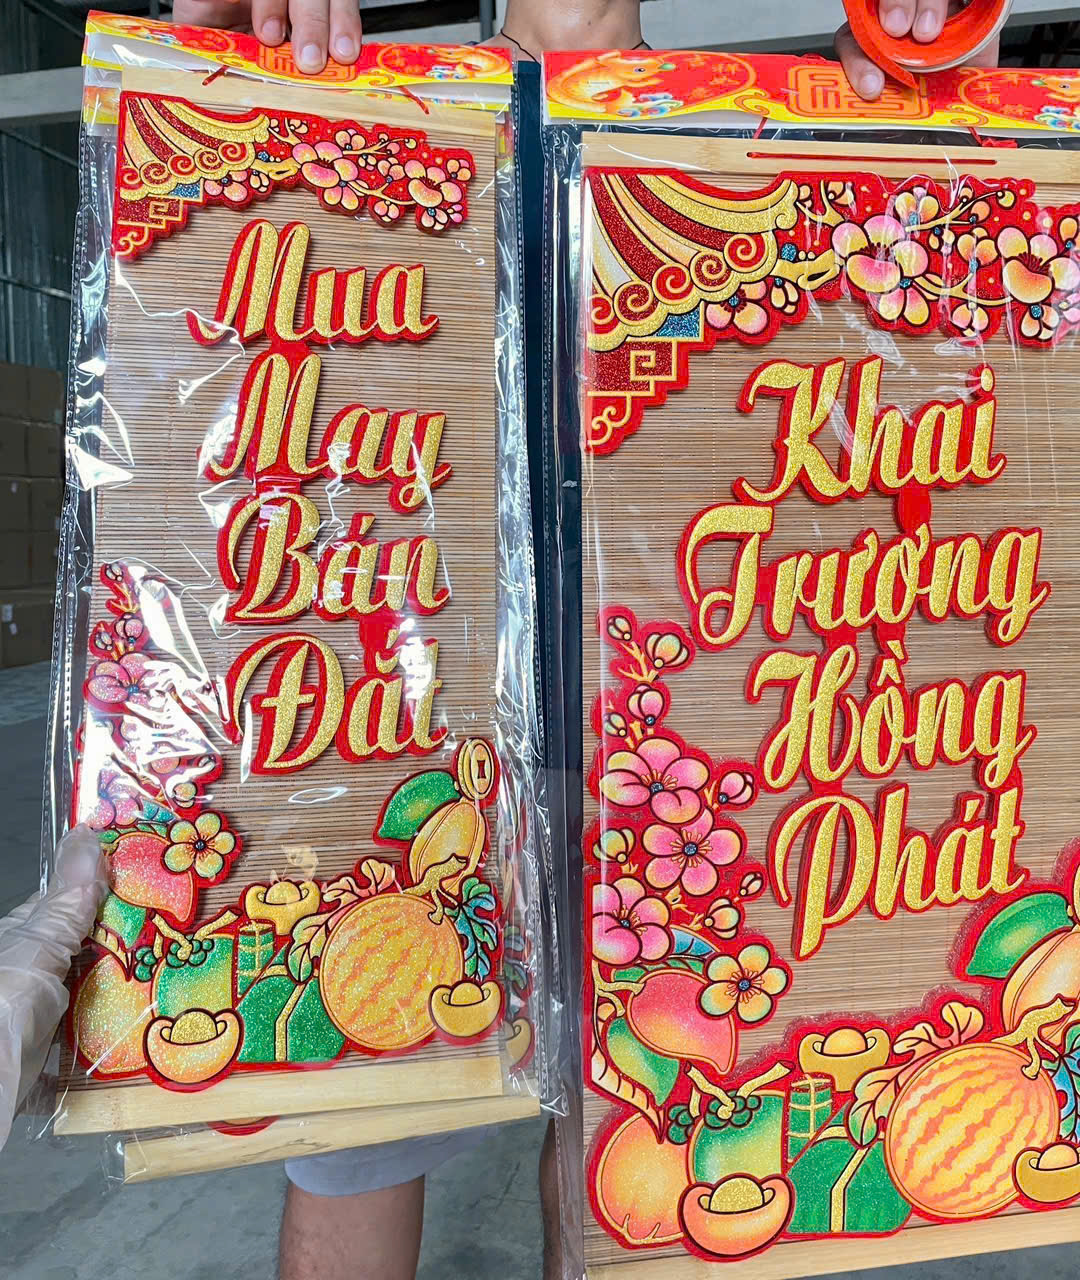 Mua
May
Bán
Đắt
Khai
Trương
Hồng
Phát